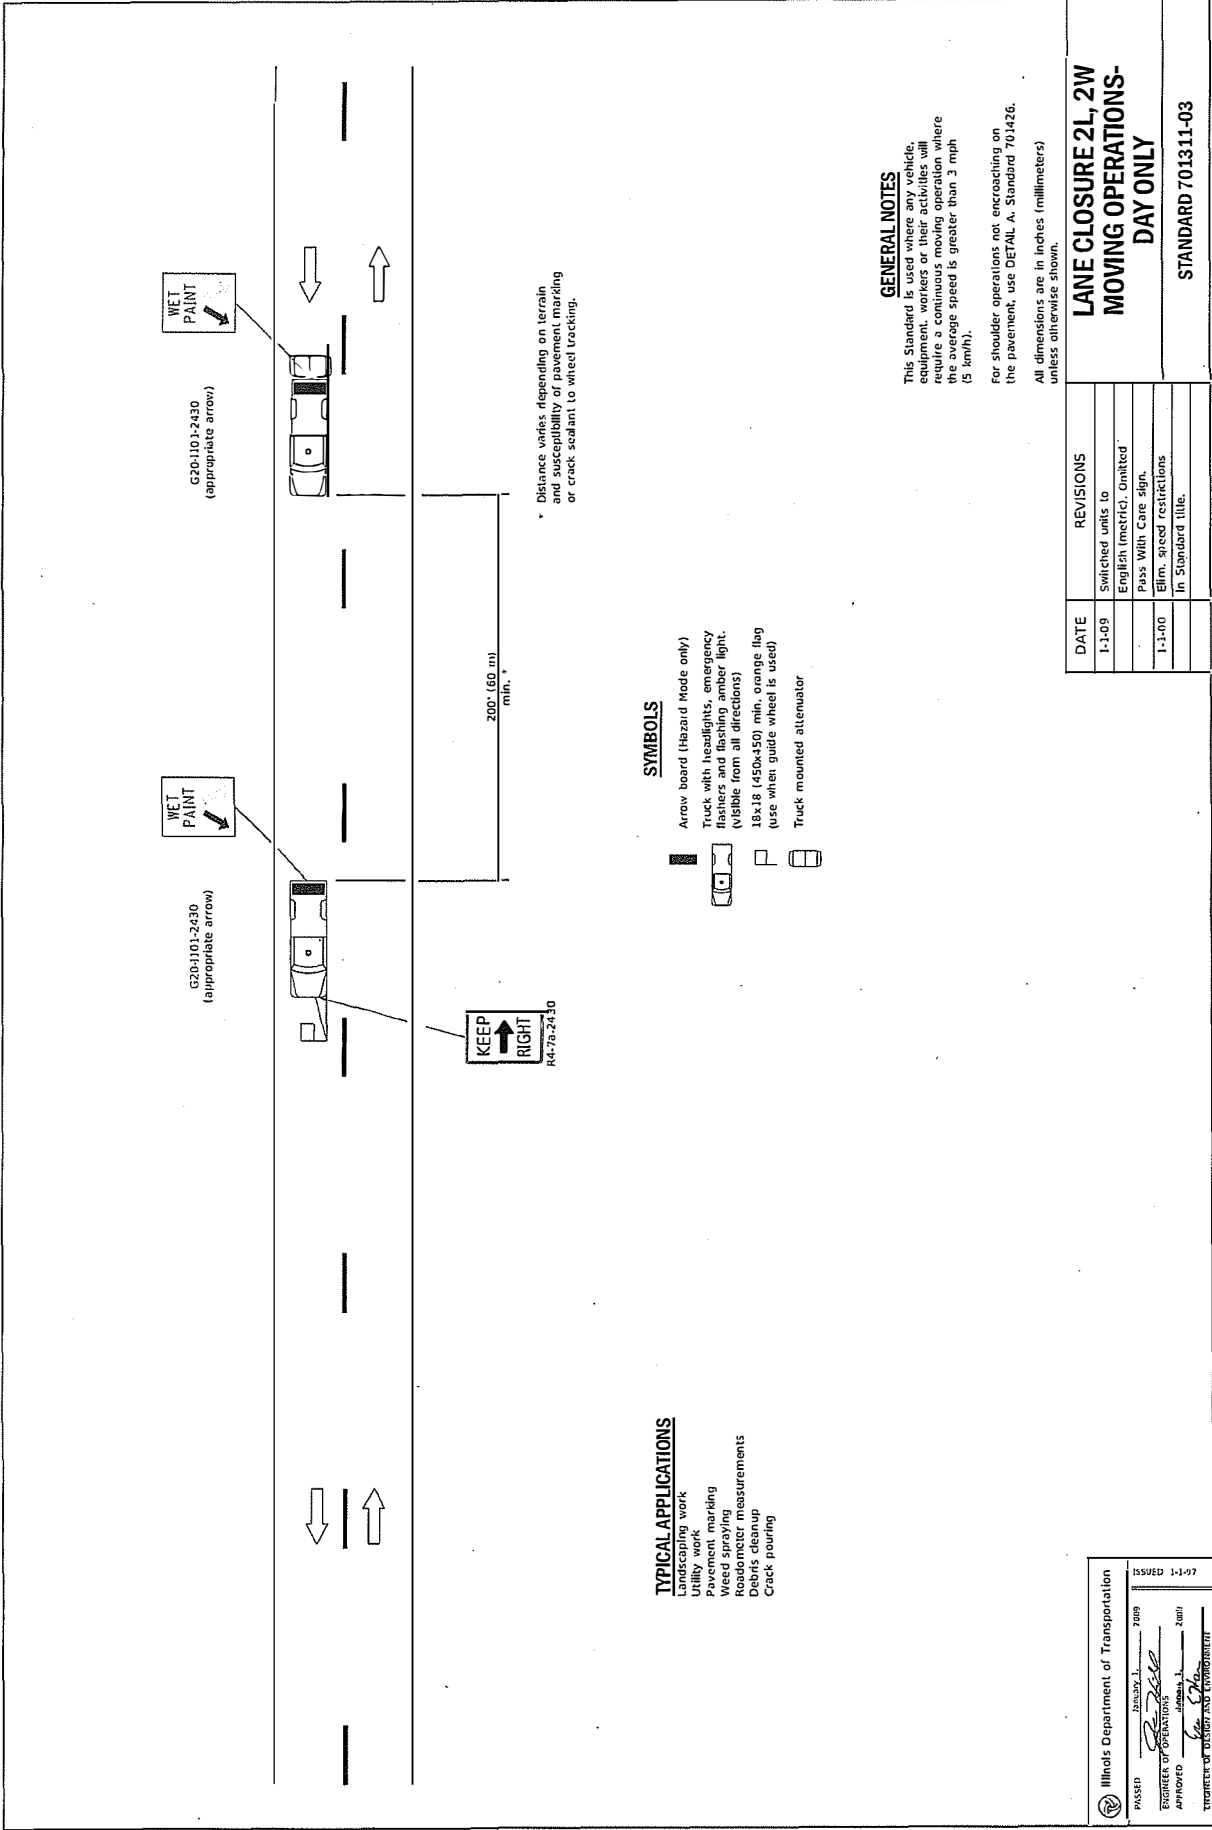 WET
PAINT
G20-I101-2430
(appropriate arrow)
WET
PAINT
G20-I101-2430
(appropriate arrow)
KEEP
RIGHT
R4-7a-2430
200' (60 m)
min. *
* Distance varies depending on terrain
and susceptibility of pavement marking
or crack sealant to wheel tracking.
TYPICAL APPLICATIONS
Landscaping work
Utility work
Pavement marking
Weed spraying
Roadometer measurements
Debris cleanup
Crack pouring
SYMBOLS
Arrow board (Hazard Mode only)
Truck with headlights, emergency
flashers and flashing amber light.
(visible from all directions)
18x18 (450x450) min. orange flag
(use when guide wheel is used)
Truck mounted attenuator
GENERAL NOTES
This Standard is used where any vehicle,
equipment, workers or their activities will
require a continuous moving operation where
the average speed is greater than 3 mph
(5 km/h).
For shoulder operations not encroaching on
the pavement, use DETAIL A, Standard 701426.
All dimensions are in inches (millimeters)
unless otherwise shown.
Illinois Department of Transportation
PASSED January 1, 2009
ENGINEER OF OPERATIONS
APPROVED January 1, 2009
ENGINEER OF DESIGN AND ENVIRONMENT
ISSUED 1-1-97
DATE REVISIONS
1-1-09 Switched units to
English (metric). Omitted
Pass With Care sign.
1-1-00 Elim. speed restrictions
in Standard title.
LANE CLOSURE 2L, 2W
MOVING OPERATIONS-
DAY ONLY
STANDARD 701311-03